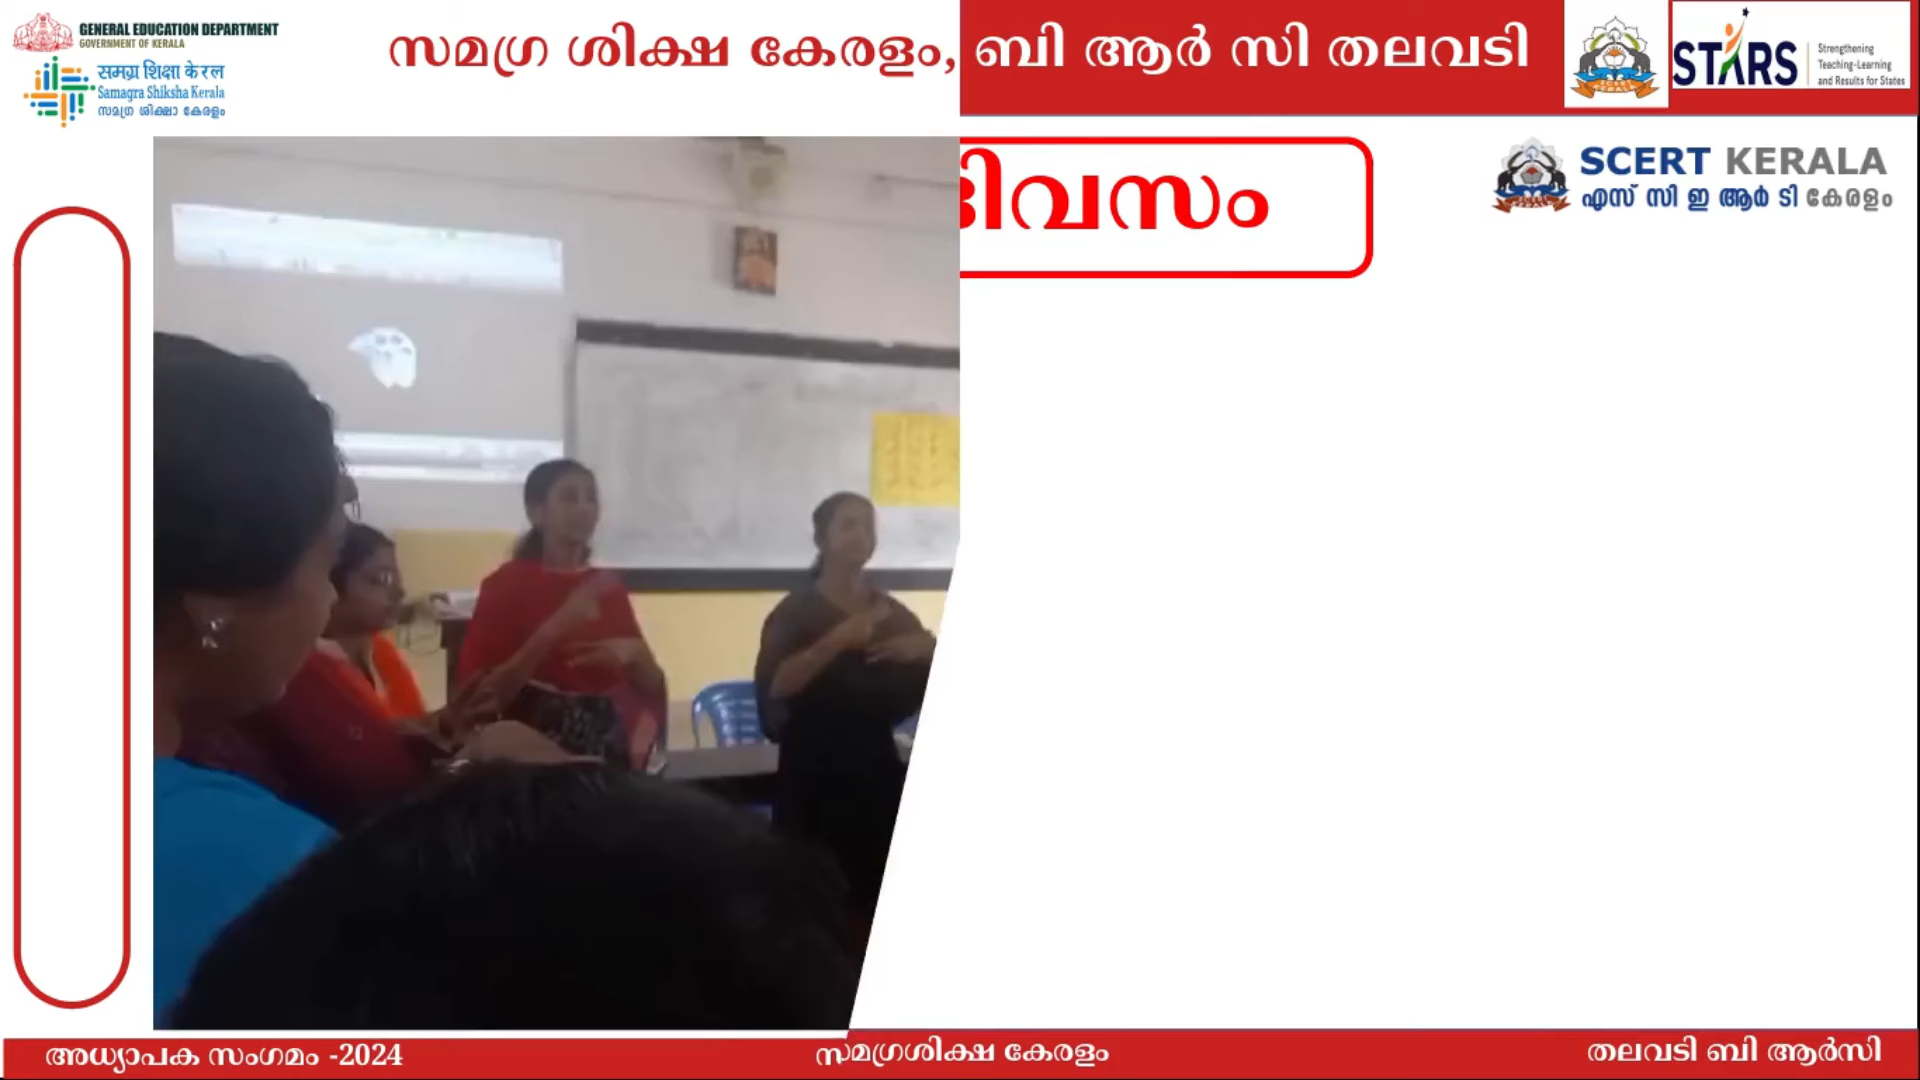 GENERAL EDUCATION DEPARTMENT
GOVERNMENT OF KERALA
समग्र शिक्षा केरल
Samagra Shiksha Kerala
സമഗ്ര ശിക്ഷാ കേരളം
സമഗ്ര ശിക്ഷ കേരളം, ബി ആർ സി തലവടി
STARS
Strengthening
Teaching-Learning
and Results for States
ദിവസം
SCERT KERALA
എസ് സി ഇ ആർ ടി കേരളം
അധ്യാപക സംഗമം -2024
സമഗ്രശിക്ഷ കേരളം
തലവടി ബി ആർസി